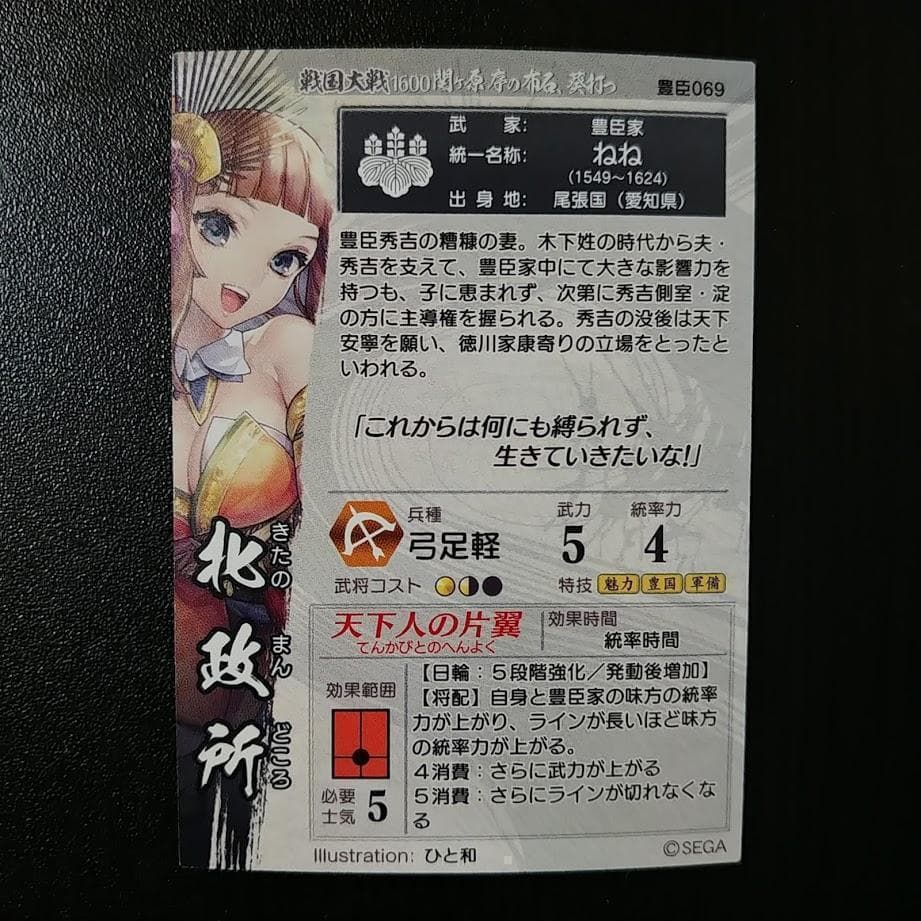 戦国大戦1600 関ヶ原 序の布石、葵打つ
豊臣069
武家: 豊臣家
統一名称: ねね
(1549〜1624)
出身地: 尾張国(愛知県)
豊臣秀吉の糟糠の妻。木下姓の時代から夫・
秀吉を支えて、豊臣家中にて大きな影響力を
持つも、子に恵まれず、次第に秀吉側室・淀
の方に主導権を握られる。秀吉の没後は天下
安寧を願い、徳川家康寄りの立場をとったと
いわれる。
「これからは何にも縛られず、
生きていきたいな!」
兵種
弓足軽
武力
5
統率力
4
武将コスト
特技 魅力 豊国 軍備
北政所
きたのまんどころ
天下人の片翼
てんかびとのへんよく
効果時間
統率時間
効果範囲
必要士気 5
【日輪:5段階強化/発動後増加】
【将配】自身と豊臣家の味方の統率
力が上がり、ラインが長いほど味方
の統率力が上がる。
4消費:さらに武力が上がる
5消費:さらにラインが切れなくな
る
Illustration: ひと和
©SEGA